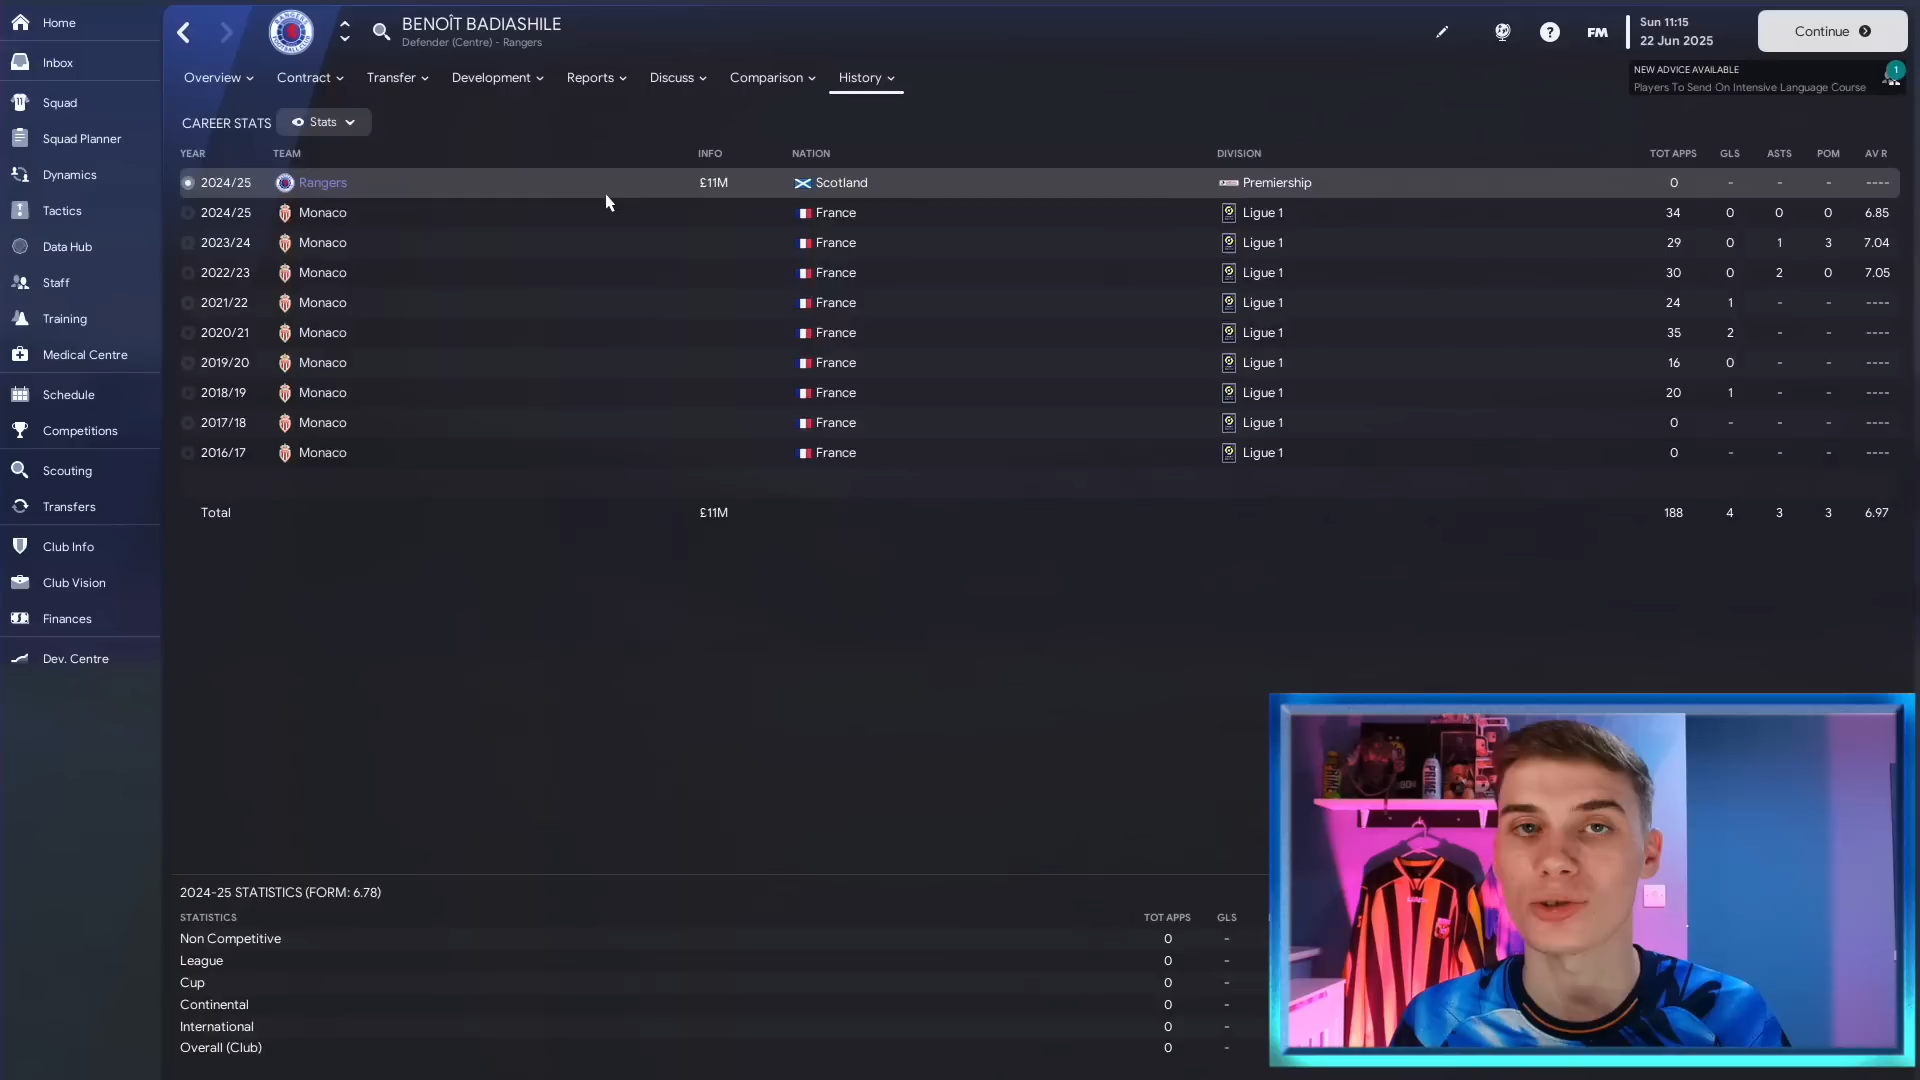 Home
Inbox
Squad
Squad Planner
Dynamics
Tactics
Data Hub
Staff
Training
Medical Centre
Schedule
Competitions
Scouting
Transfers
Club Info
Club Vision
Finances
Dev. Centre
BENOÎT BADIASHILE
Defender (Centre) - Rangers
FM
Sun 11:15
22 Jun 2025
Continue
Overview Contract Transfer Development Reports Discuss Comparison History
NEW ADVICE AVAILABLE
Players To Send On Intensive Language Course
1
CAREER STATS Stats
YEAR TEAM INFO NATION DIVISION TOT APPS GLS ASTS POM AV R
2024/25 Rangers £11M Scotland Premiership 0 - - - ----
2024/25 Monaco France Ligue 1 34 0 0 0 6.85
2023/24 Monaco France Ligue 1 29 0 1 3 7.04
2022/23 Monaco France Ligue 1 30 0 2 0 7.05
2021/22 Monaco France Ligue 1 24 1 - - ----
2020/21 Monaco France Ligue 1 35 2 - - ----
2019/20 Monaco France Ligue 1 16 0 - - ----
2018/19 Monaco France Ligue 1 20 1 - - ----
2017/18 Monaco France Ligue 1 0 - - - ----
2016/17 Monaco France Ligue 1 0 - - - ----
Total £11M 188 4 3 3 6.97
2024-25 STATISTICS (FORM: 6.78)
STATISTICS TOT APPS GLS
Non Competitive 0 -
League 0 -
Cup 0 -
Continental 0 -
International 0 -
Overall (Club) 0 -
PRIME
PRIME